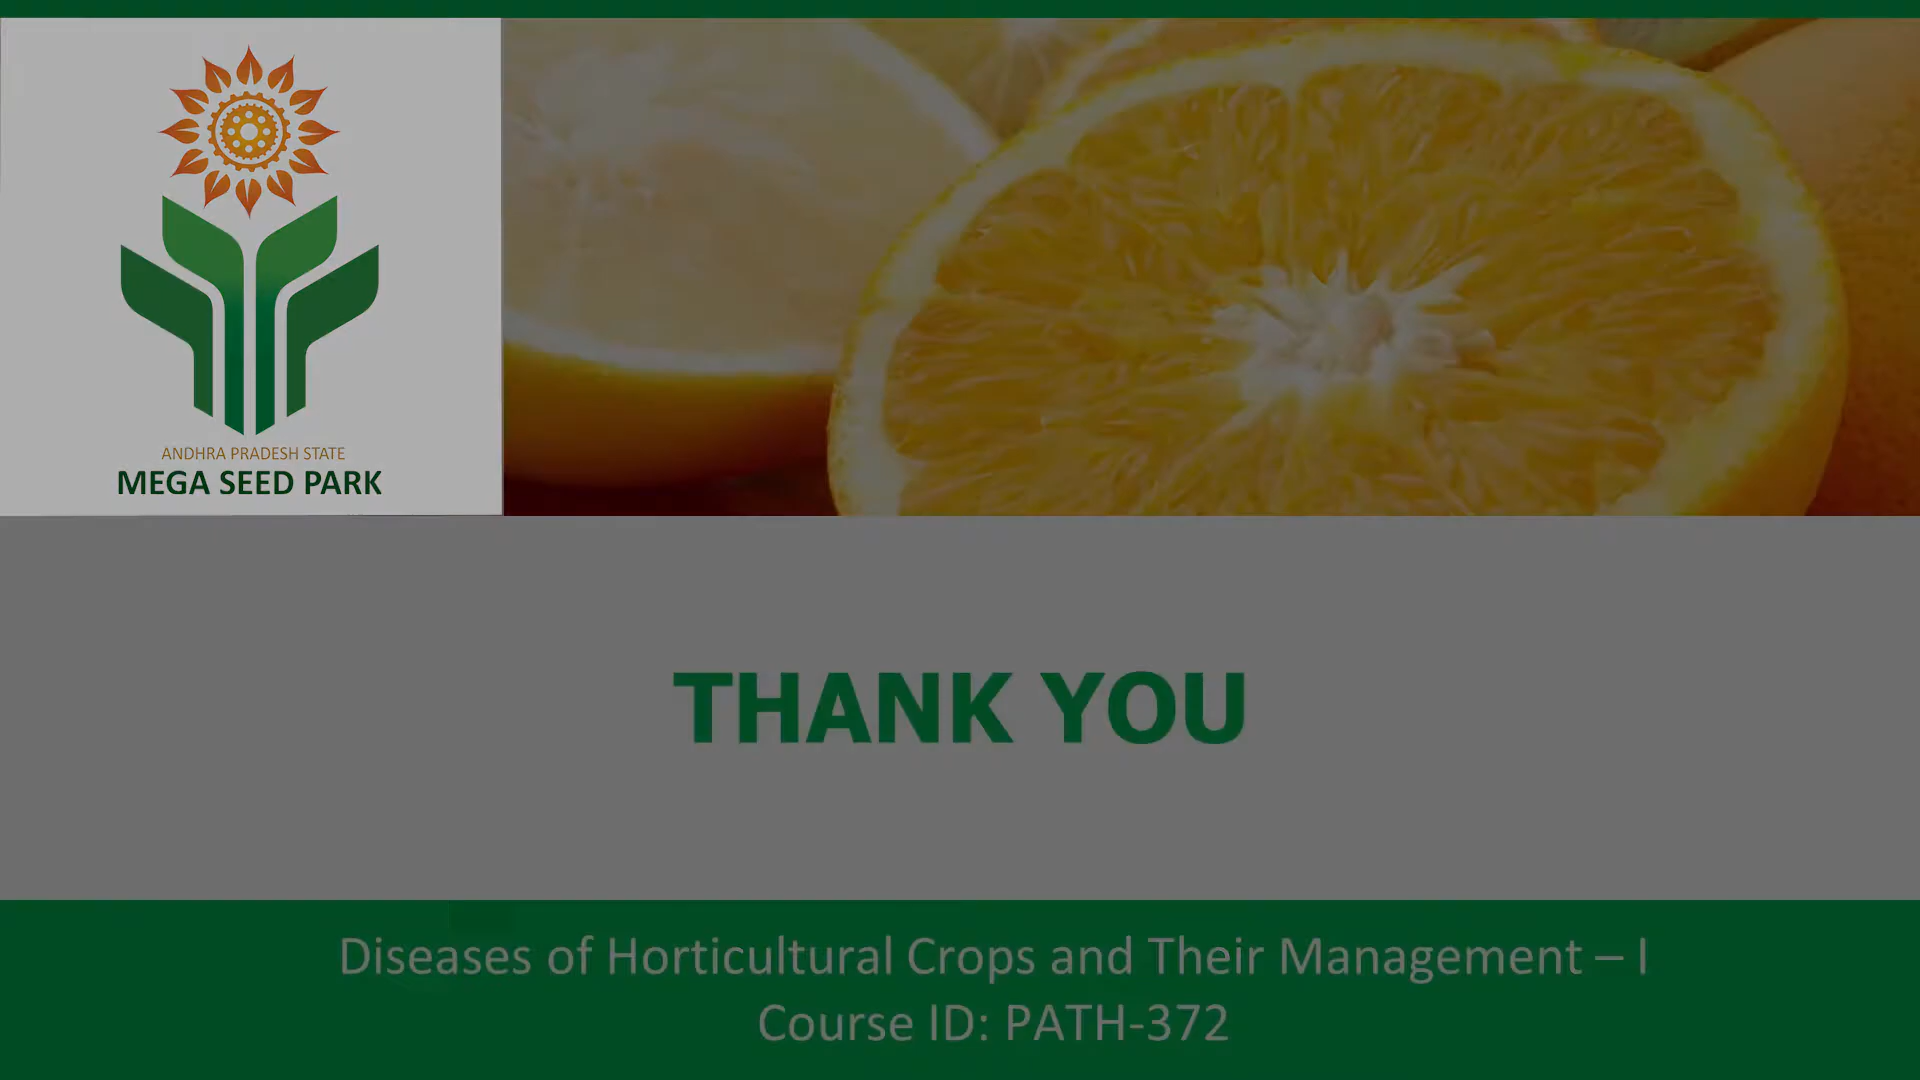 ANDHRA PRADESH STATE
MEGA SEED PARK
THANK YOU
Diseases of Horticultural Crops and Their Management – I
Course ID: PATH-372